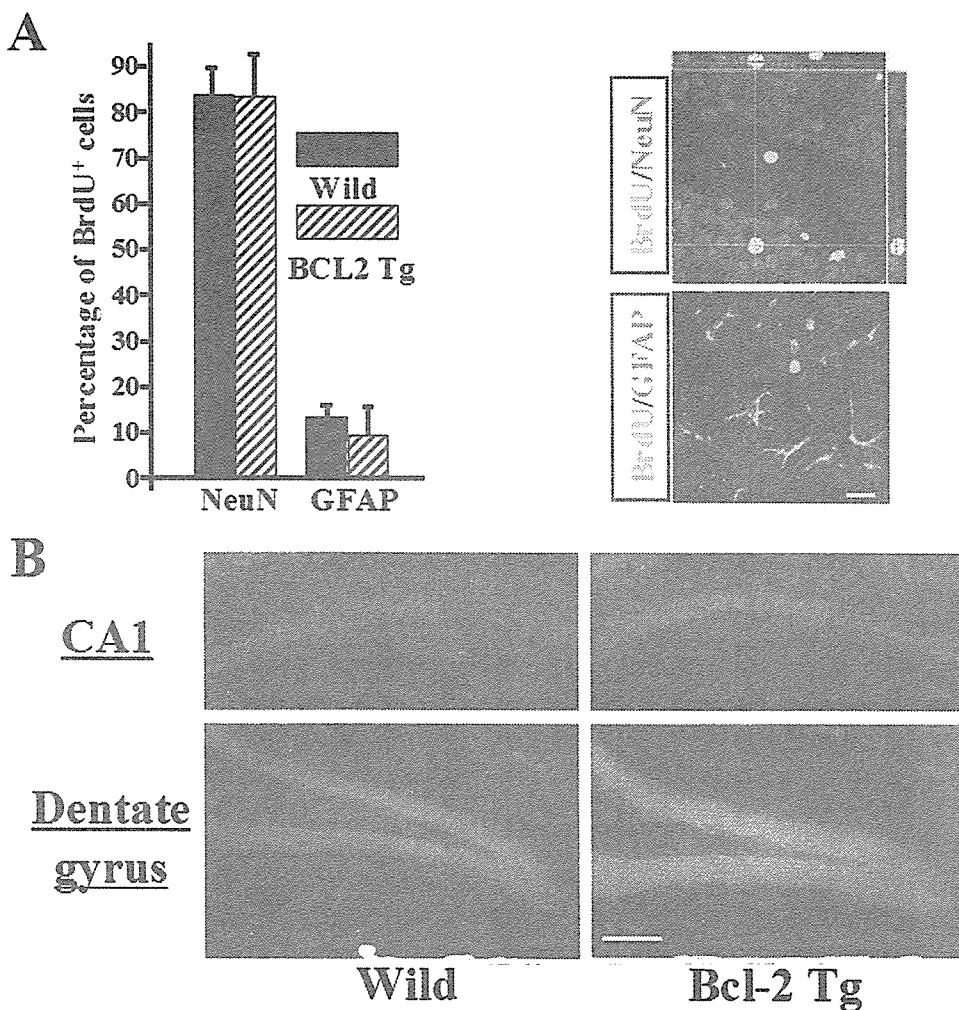 A
Percentage of BrdU+ cells
90
80
70
60
50
40
30
20
10
0
Wild
BCL2 Tg
NeuN GFAP
BrdU/NeuN
BrdU/GFAP
B
CA1
Dentate
gyrus
Wild Bcl-2 Tg